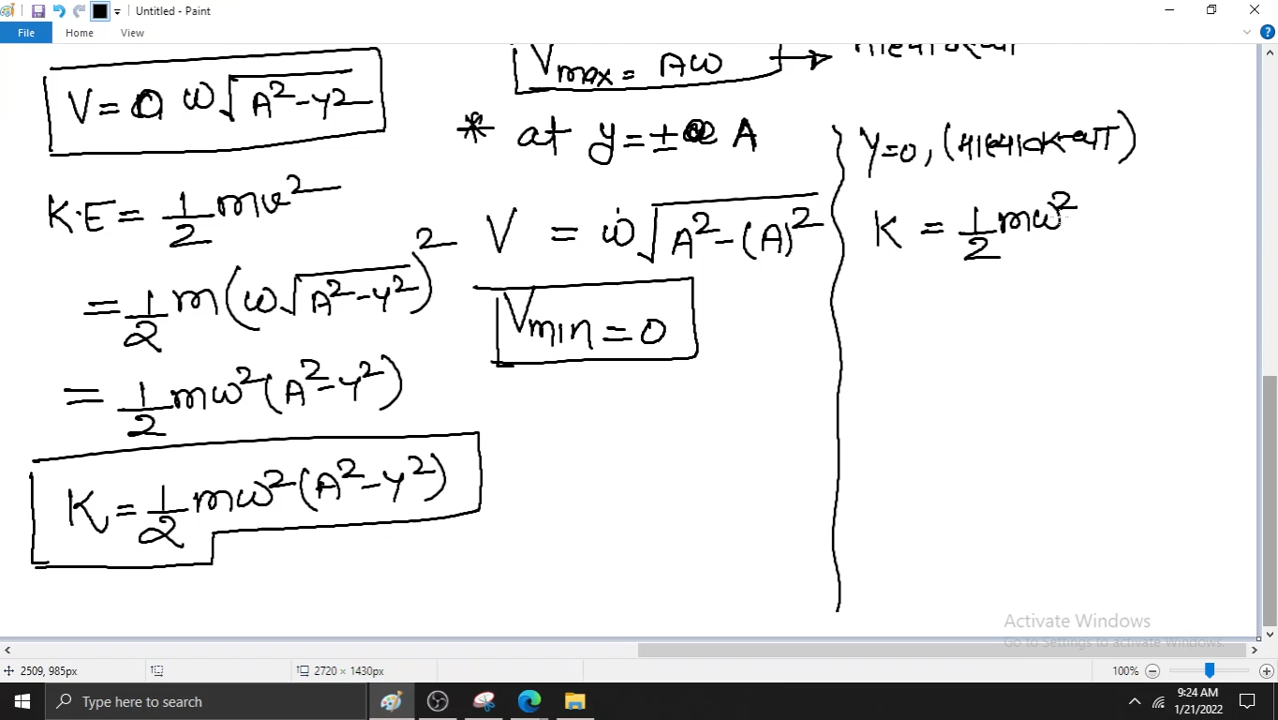 Untitled - Paint
File Home View
V = ω√A²-y²
K.E = 1/2 mv²
= 1/2 m(ω√A²-y²)²
= 1/2 mω²(A²-y²)
K = 1/2 mω²(A²-y²)
Vmax = Aω →
* at y = ± A
V = ω√A²-(A)²
Vmin = 0
y=0,
K = 1/2 mω²
Activate Windows
Go to Settings to activate Windows.
2509, 985px
2720 × 1430px
100%
Type here to search
9:24 AM
1/21/2022